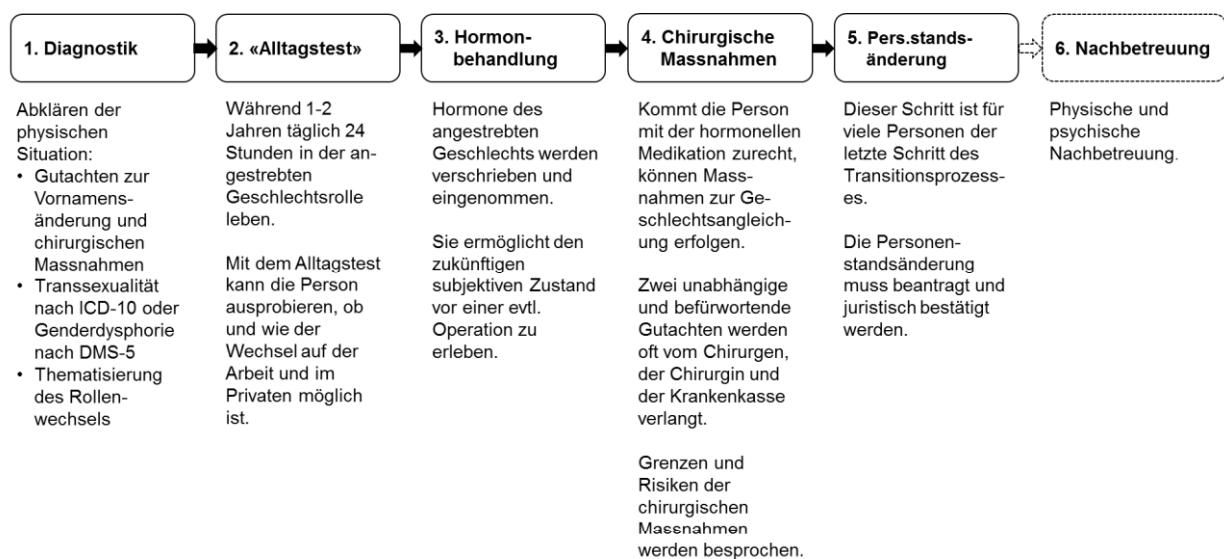 1. Diagnostik
Abklären der
physischen
Situation:
• Gutachten zur
Vornamens-
änderung und
chirurgischen
Massnahmen
• Transsexualität
nach ICD-10 oder
Genderdysphorie
nach DMS-5
• Thematisierung
des Rollen-
wechsels
2. «Alltagstest»
Während 1-2
Jahren täglich 24
Stunden in der an-
gestrebten
Geschlechtsrolle
leben.
Mit dem Alltagstest
kann die Person
ausprobieren, ob
und wie der
Wechsel auf der
Arbeit und im
Privaten möglich
ist.
3. Hormon-
behandlung
Hormone des
angestrebten
Geschlechts werden
verschrieben und
eingenommen.
Sie ermöglicht den
zukünftigen
subjektiven Zustand
vor einer evtl.
Operation zu
erleben.
4. Chirurgische
Massnahmen
Kommt die Person
mit der hormonellen
Medikation zurecht,
können Mass-
nahmen zur Ge-
schlechtsangleich-
ung erfolgen.
Zwei unabhängige
und befürwortende
Gutachten werden
oft vom Chirurgen,
der Chirurgin und
der Krankenkasse
verlangt.
Grenzen und
Risiken der
chirurgischen
Massnahmen
werden besprochen.
5. Pers.stands-
änderung
Dieser Schritt ist für
viele Personen der
letzte Schritt des
Transitionsprozess-
es.
Die Personen-
standsänderung
muss beantragt und
juristisch bestätigt
werden.
6. Nachbetreuung
Physische und
psychische
Nachbetreuung.